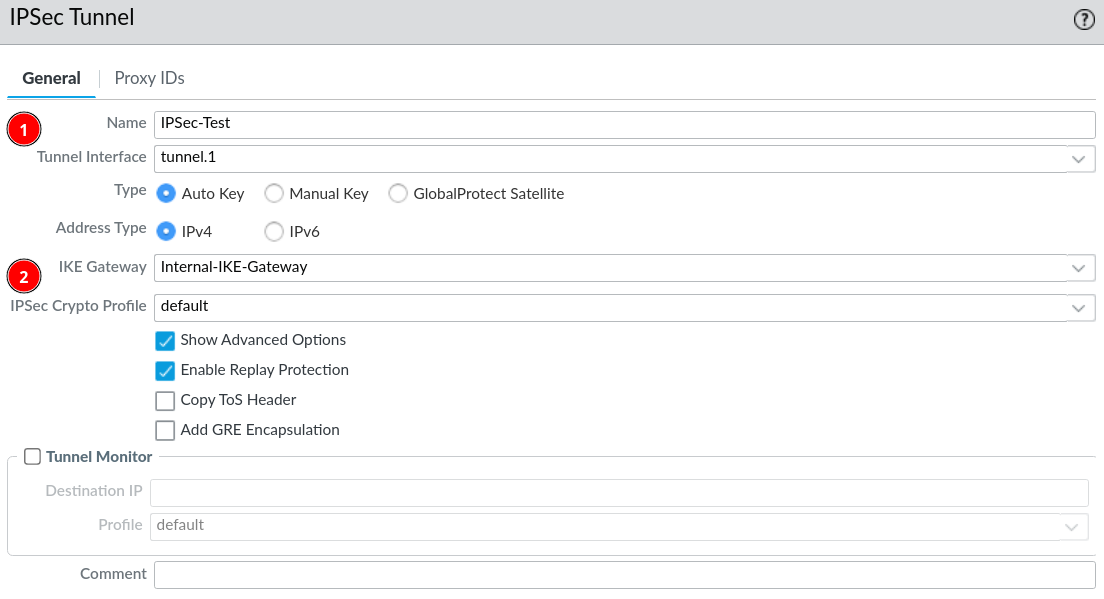 IPSec Tunnel
?
General Proxy IDs
1
Name IPSec-Test
Tunnel Interface tunnel.1
Type Auto Key Manual Key GlobalProtect Satellite
Address Type IPv4 IPv6
2
IKE Gateway Internal-IKE-Gateway
IPSec Crypto Profile default
Show Advanced Options
Enable Replay Protection
Copy ToS Header
Add GRE Encapsulation
Tunnel Monitor
Destination IP
Profile default
Comment